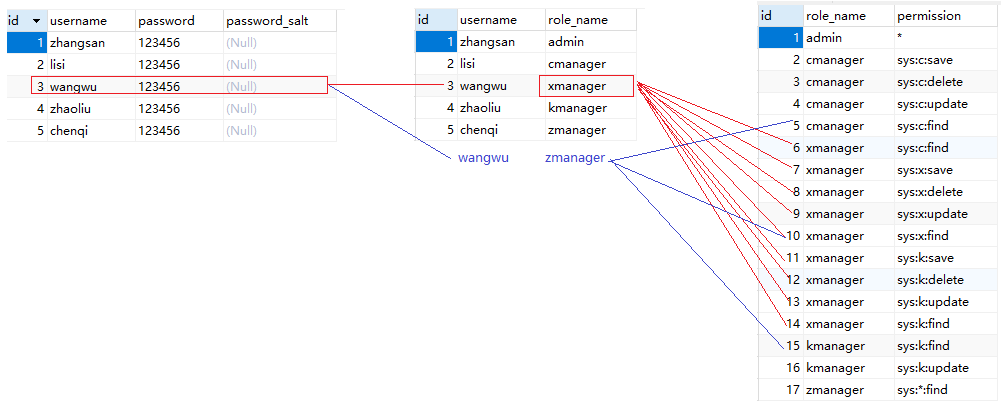 id username password password_salt
1 zhangsan 123456 (Null)
2 lisi 123456 (Null)
3 wangwu 123456 (Null)
4 zhaoliu 123456 (Null)
5 chenqi 123456 (Null)
id username role_name
1 zhangsan admin
2 lisi cmanager
3 wangwu xmanager
4 zhaoliu kmanager
5 chenqi zmanager
wangwu zmanager
id role_name permission
1 admin *
2 cmanager sys:c:save
3 cmanager sys:c:delete
4 cmanager sys:c:update
5 cmanager sys:c:find
6 xmanager sys:c:find
7 xmanager sys:x:save
8 xmanager sys:x:delete
9 xmanager sys:x:update
10 xmanager sys:x:find
11 xmanager sys:k:save
12 xmanager sys:k:delete
13 xmanager sys:k:update
14 xmanager sys:k:find
15 kmanager sys:k:find
16 kmanager sys:k:update
17 zmanager sys:*:find